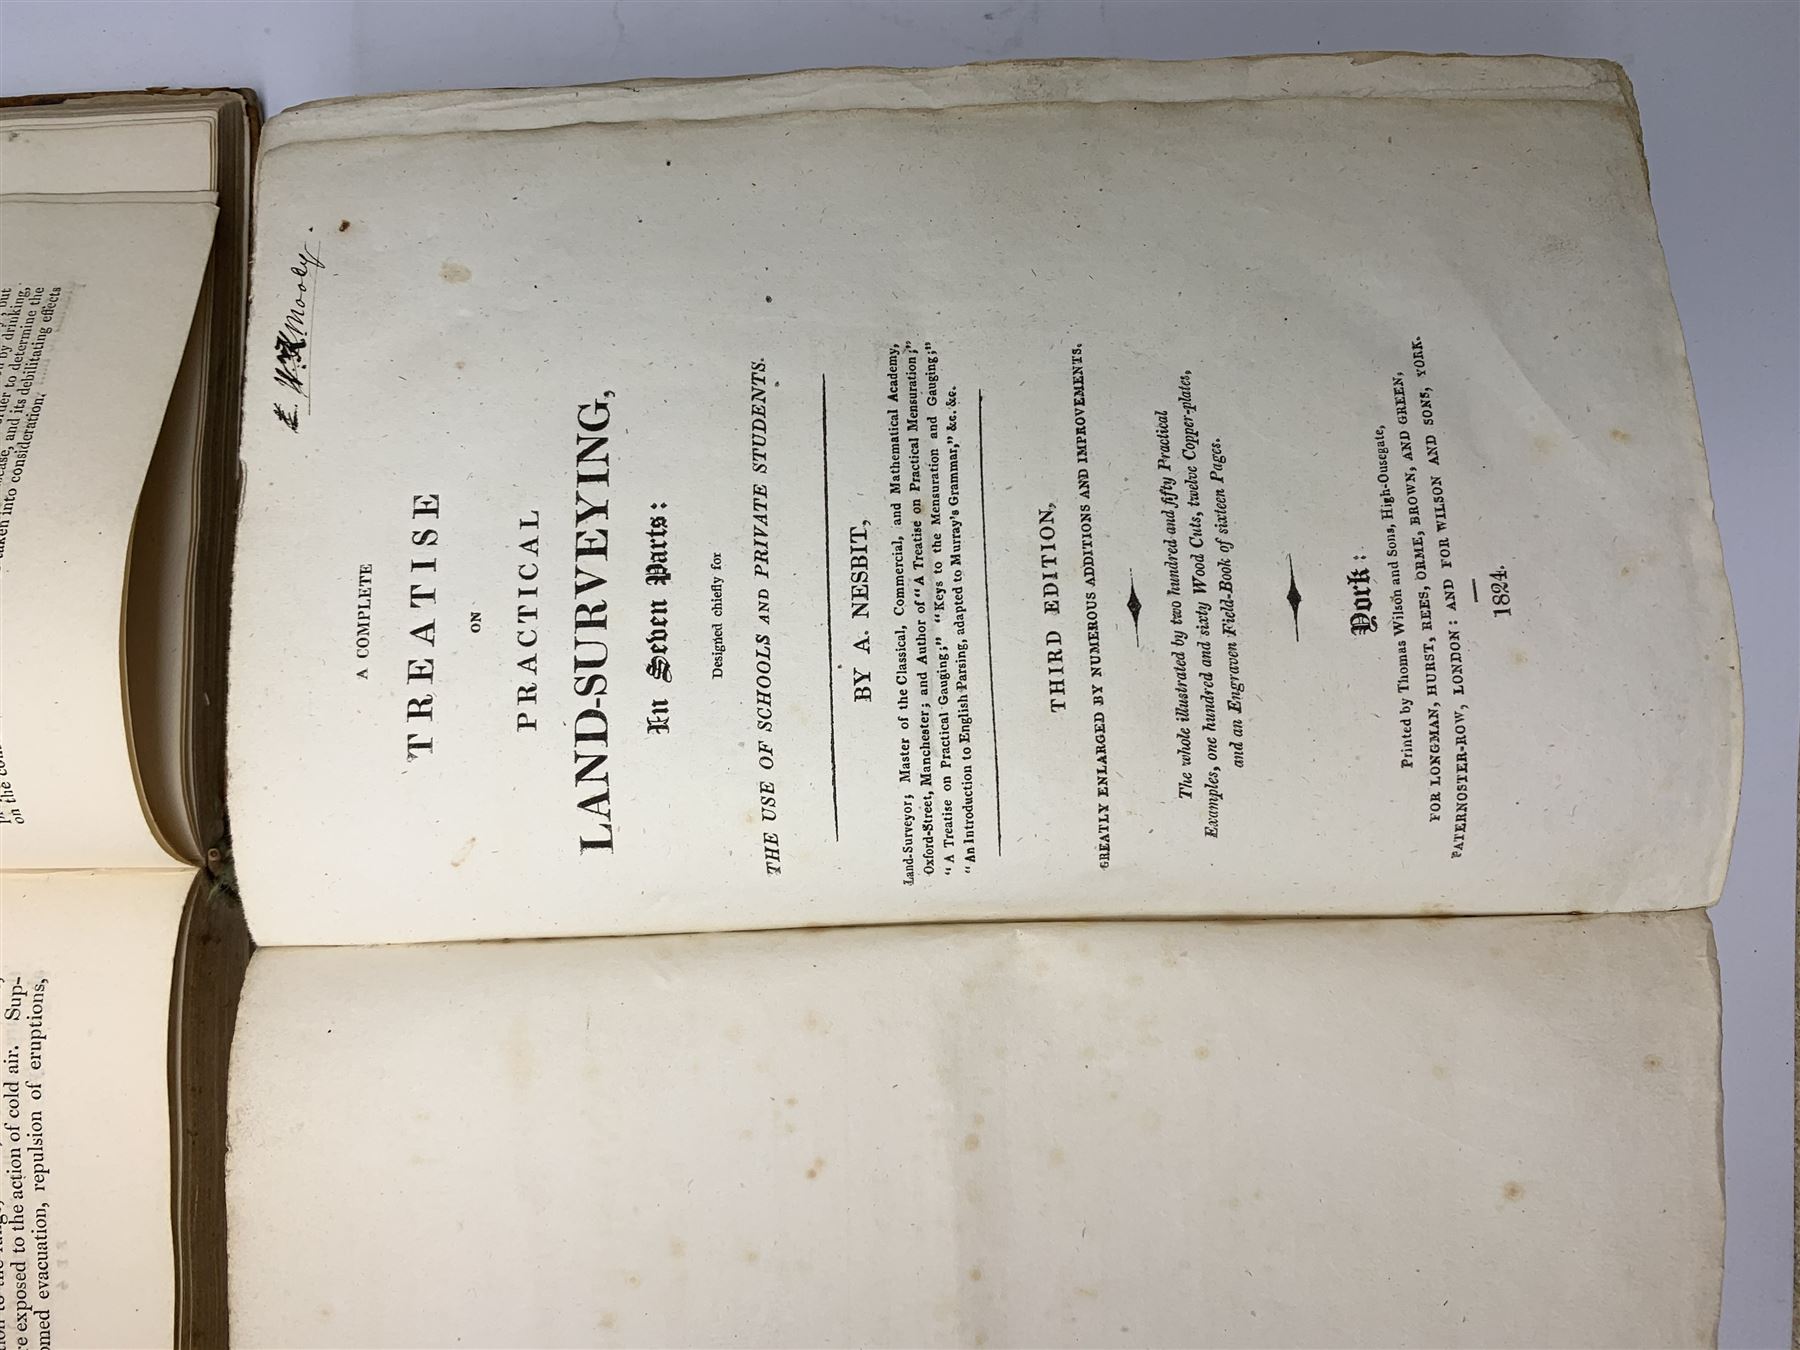 Moody
A COMPLETE
TREATISE
ON
PRACTICAL
LAND-SURVEYING,
In Seven Parts:
Designed chiefly for
THE USE OF SCHOOLS AND PRIVATE STUDENTS.
BY A. NESBIT,
Land-Surveyor; Master of the Classical, Commercial, and Mathematical Academy,
Oxford-Street, Manchester; and Author of "A Treatise on Practical Mensuration;"
"A Treatise on Practical Gauging;" "Keys to the Mensuration and Gauging;"
"An Introduction to English Parsing, adapted to Murray's Grammar," &c. &c.
THIRD EDITION,
GREATLY ENLARGED BY NUMEROUS ADDITIONS AND IMPROVEMENTS.
The whole illustrated by two hundred and fifty Practical
Examples, one hundred and sixty Wood Cuts, twelve Copper-plates,
and an Engraven Field-Book of sixteen Pages.
York:
Printed by Thomas Wilson and Sons, High-Ousegate,
FOR LONGMAN, HURST, REES, ORME, BROWN, AND GREEN,
PATERNOSTER-ROW, LONDON: AND FOR WILSON AND SONS, YORK.
1824.
by drinking,
order to determine the
case, and its debilitating effects
taken into consideration.
on the
exposed to the action of cold air. Sup-
evacuation, repulsion of eruptions,